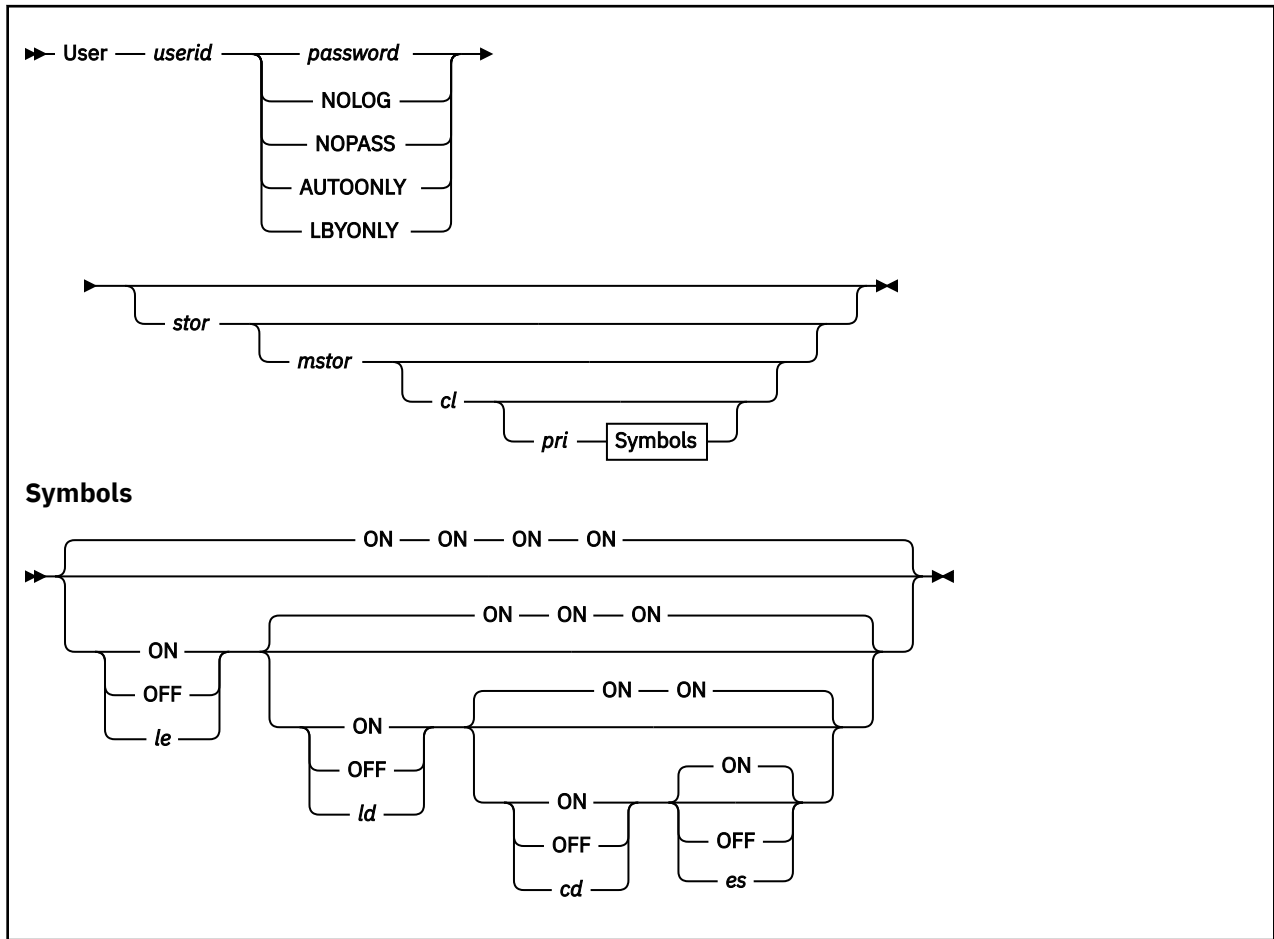 User userid password
NOLOG
NOPASS
AUTOONLY
LBYONLY
stor
mstor
cl
pri Symbols
Symbols
ON ON ON ON
ON ON ON
ON
OFF
le
ON ON
ON
OFF
ld
ON
ON
OFF
cd
OFF
es